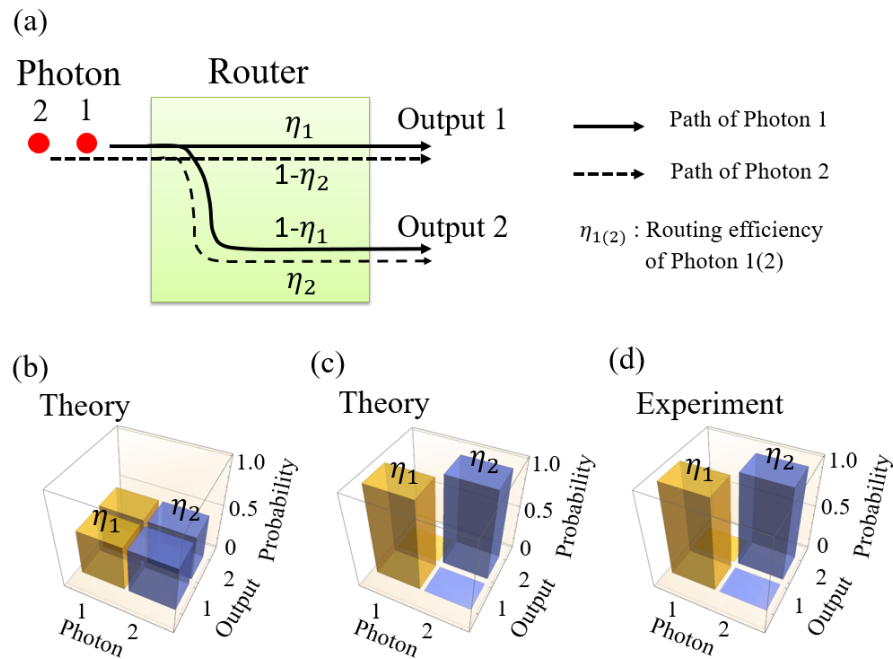 (a)
Photon
2 1
Router
η₁
Output 1
1-η₂
1-η₁
Output 2
η₂
Path of Photon 1
Path of Photon 2
η₁₍₂₎ : Routing efficiency
of Photon 1(2)
(b)
Theory
η₁
η₂
1.0
0.5
0
Probability
2
1
Output
1
2
Photon
(c)
Theory
η₁
η₂
1.0
0.5
0
Probability
2
1
Output
1
2
Photon
(d)
Experiment
η₁
η₂
1.0
0.5
0
Probability
2
1
Output
1
2
Photon